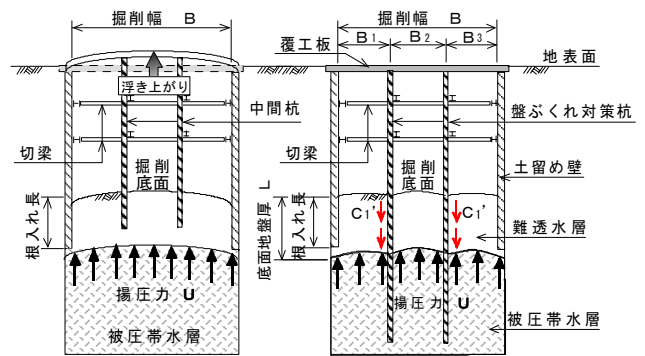 掘削幅 B
浮き上がり
中間杭
切梁
掘削
底面
根入れ長
揚圧力 U
被圧帯水層
掘削幅 B
B1 B2 B3
覆工板
地表面
盤ぶくれ対策杭
切梁
土留め壁
掘削
底面
底面地盤厚 L
根入れ長
C1' C1'
難透水層
揚圧力 U
被圧帯水層